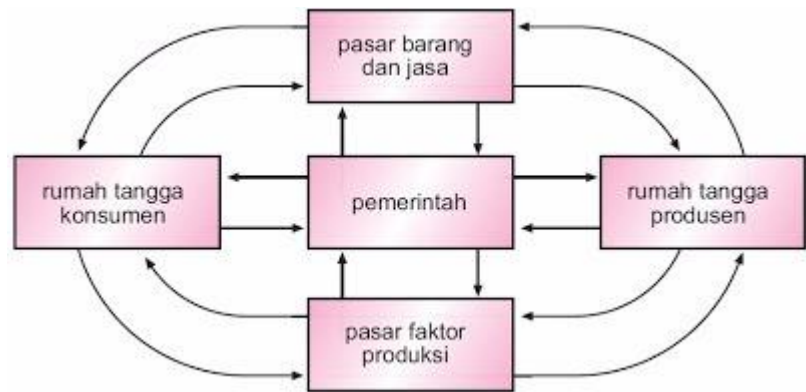 pasar barang
dan jasa
rumah tangga
konsumen
pemerintah
rumah tangga
produsen
pasar faktor
produksi